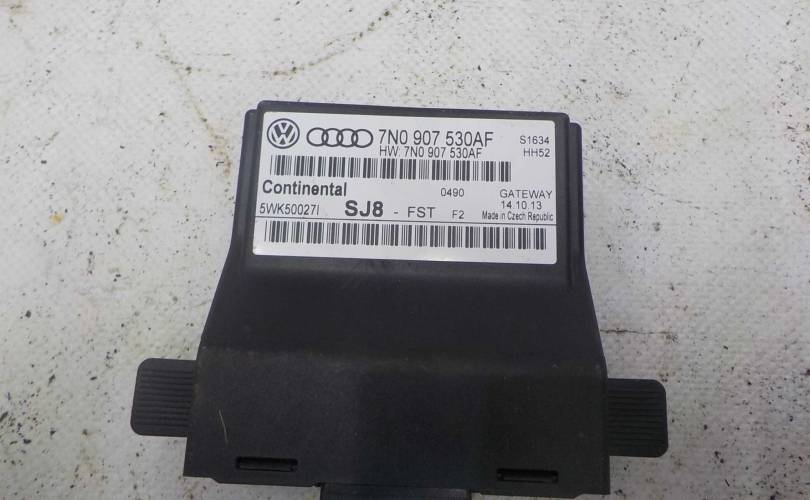 7N0 907 530AF S1634
HW: 7N0 907 530AF HH52
Continental 0490 GATEWAY
5WK50027I SJ8 - FST F2 14.10.13
Made in Czech Republic